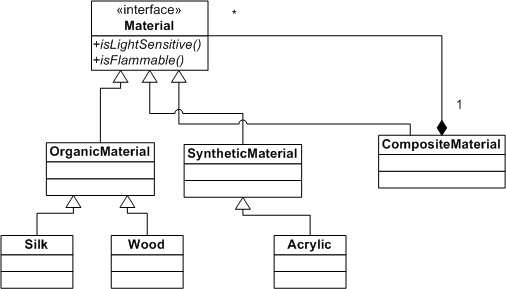 «interface»
Material
*
+isLightSensitive()
+isFlammable()
1
OrganicMaterial
SyntheticMaterial
CompositeMaterial
Silk
Wood
Acrylic